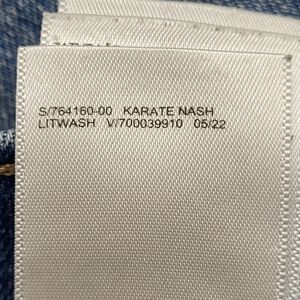 S/764160-00 KARATE NASH
LITWASH V/700039910 05/22